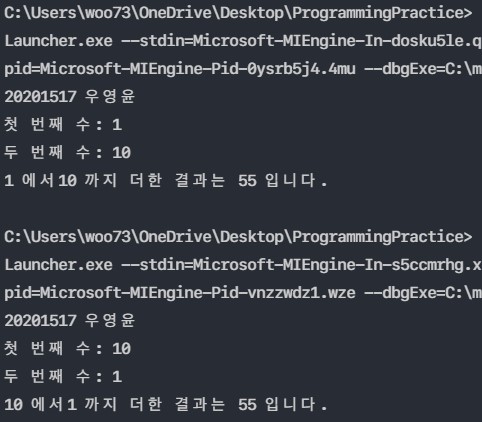 C:\Users\woo73\OneDrive\Desktop\ProgrammingPractice>
Launcher.exe --stdin=Microsoft-MIEngine-In-dosku5le.q
pid=Microsoft-MIEngine-Pid-0ysrb5j4.4mu --dbgExe=C:\m
20201517 우영윤
첫 번째 수: 1
두 번째 수: 10
1 에서10 까지 더한 결과는 55 입니다.
C:\Users\woo73\OneDrive\Desktop\ProgrammingPractice>
Launcher.exe --stdin=Microsoft-MIEngine-In-s5ccmrhg.x
pid=Microsoft-MIEngine-Pid-vnzzwdz1.wze --dbgExe=C:\m
20201517 우영윤
첫 번째 수: 10
두 번째 수: 1
10 에서1 까지 더한 결과는 55 입니다.